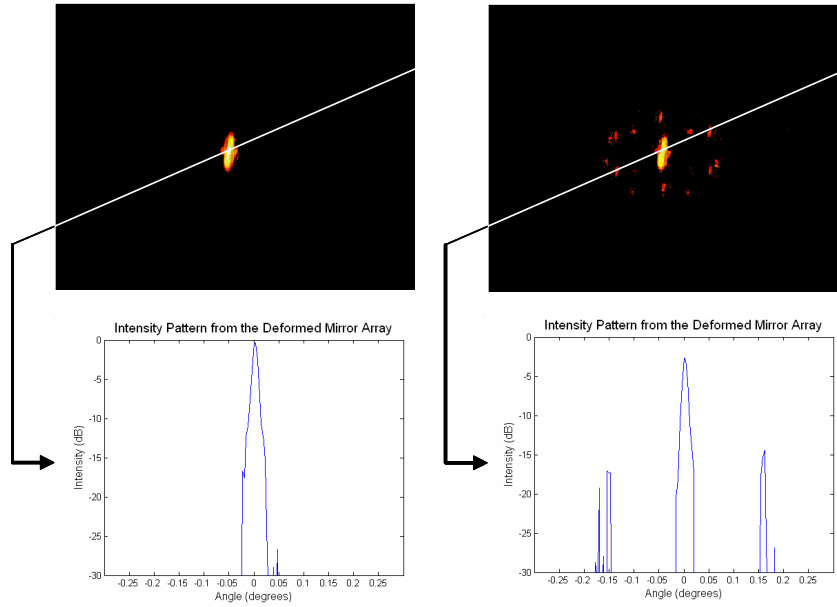 Intensity Pattern from the Deformed Mirror Array
0
-5
-10
-15
-20
-25
-30
Intensity (dB)
-0.25 -0.2 -0.15 -0.1 -0.05 0 0.05 0.1 0.15 0.2 0.25
Angle (degrees)
Intensity Pattern from the Deformed Mirror Array
0
-5
-10
-15
-20
-25
-30
Intensity (dB)
-0.25 -0.2 -0.15 -0.1 -0.05 0 0.05 0.1 0.15 0.2 0.25
Angle (degrees)